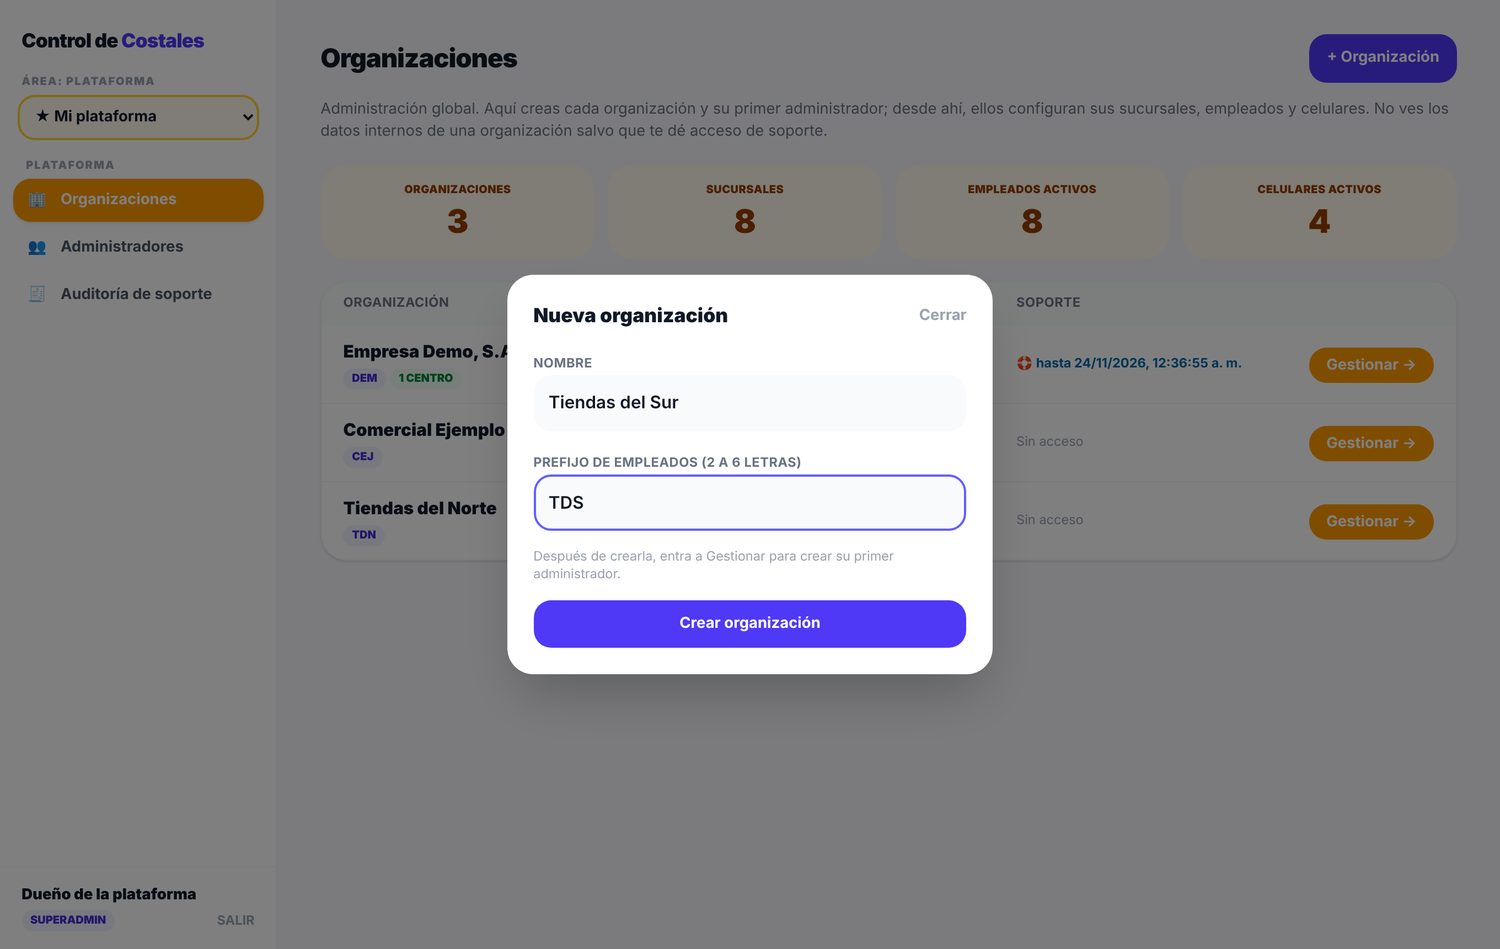 Control de Costales
ÁREA: PLATAFORMA
★ Mi plataforma
PLATAFORMA
Organizaciones
Administradores
Auditoría de soporte
Dueño de la plataforma
SUPERADMIN
SALIR
Organizaciones
+ Organización
Administración global. Aquí creas cada organización y su primer administrador; desde ahí, ellos configuran sus sucursales, empleados y celulares. No ves los
datos internos de una organización salvo que te dé acceso de soporte.
ORGANIZACIONES
3
SUCURSALES
8
EMPLEADOS ACTIVOS
8
CELULARES ACTIVOS
4
ORGANIZACIÓN
SOPORTE
Empresa Demo, S.A
DEM
1 CENTRO
hasta 24/11/2026, 12:36:55 a. m.
Gestionar →
Comercial Ejemplo
CEJ
Sin acceso
Gestionar →
Tiendas del Norte
TDN
Sin acceso
Gestionar →
Nueva organización
Cerrar
NOMBRE
Tiendas del Sur
PREFIJO DE EMPLEADOS (2 A 6 LETRAS)
TDS
Después de crearla, entra a Gestionar para crear su primer
administrador.
Crear organización